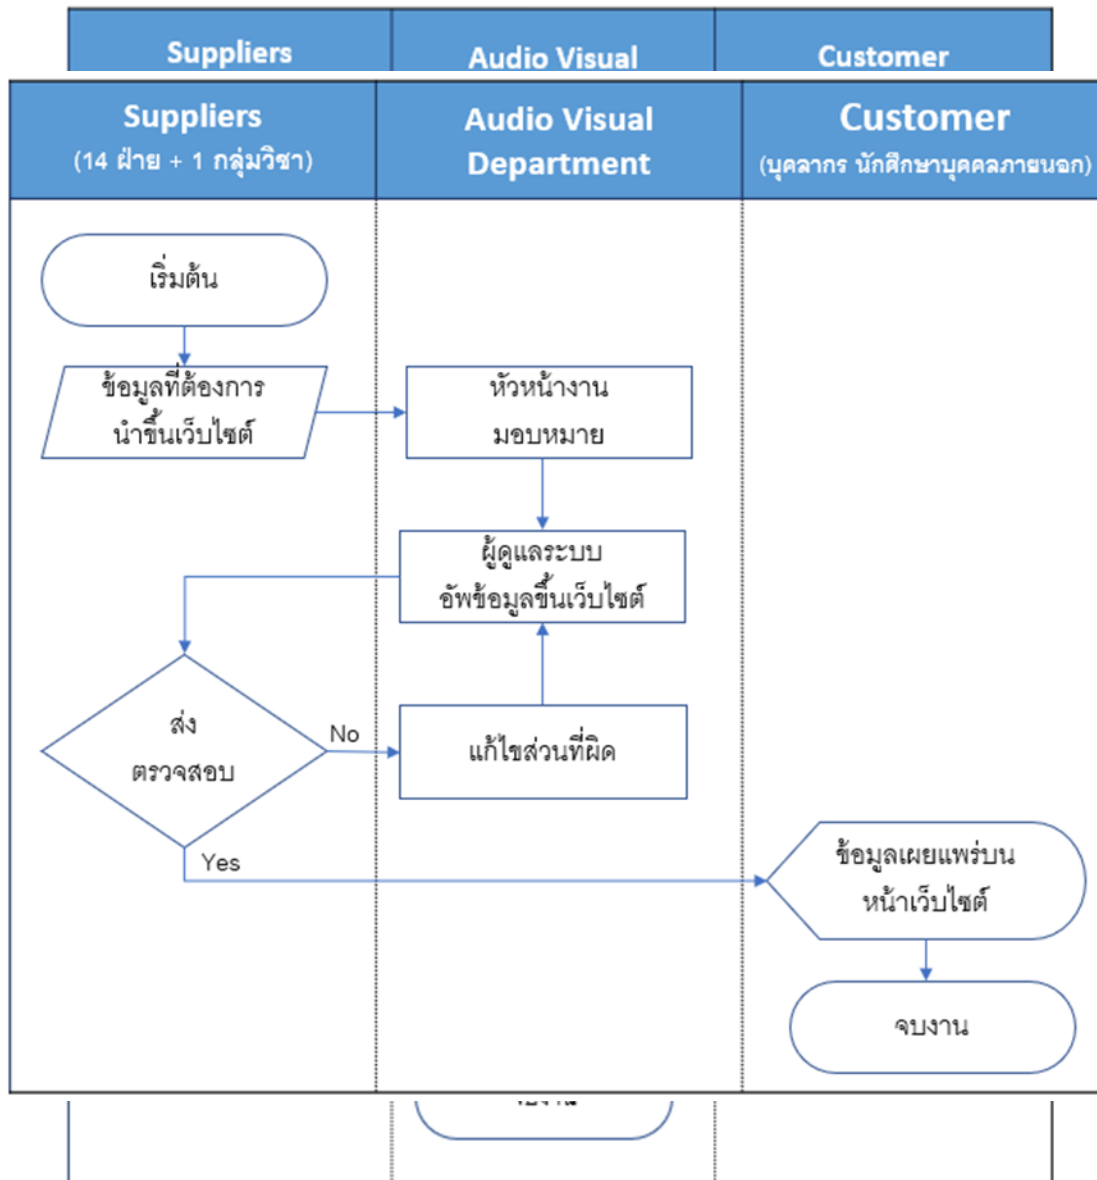 Suppliers
Audio Visual
Customer
Suppliers
(14 ฝ่าย + 1 กลุ่มวิชา)
Audio Visual
Department
Customer
(บุคลากร นักศึกษาบุคคลภายนอก)
เริ่มต้น
ข้อมูลที่ต้องการ
นำขึ้นเว็บไซต์
หัวหน้างาน
มอบหมาย
ผู้ดูแลระบบ
อัพข้อมูลขึ้นเว็บไซต์
ส่ง
ตรวจสอบ
No
แก้ไขส่วนที่ผิด
Yes
ข้อมูลเผยแพร่บน
หน้าเว็บไซต์
จบงาน